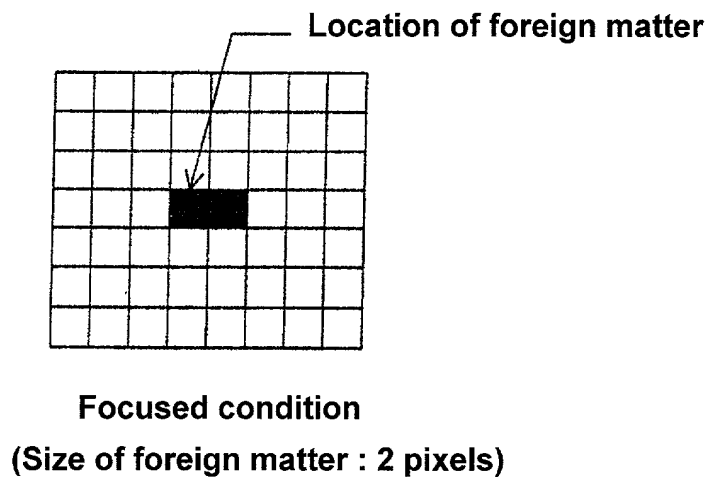 Location of foreign matter
Focused condition
(Size of foreign matter : 2 pixels)